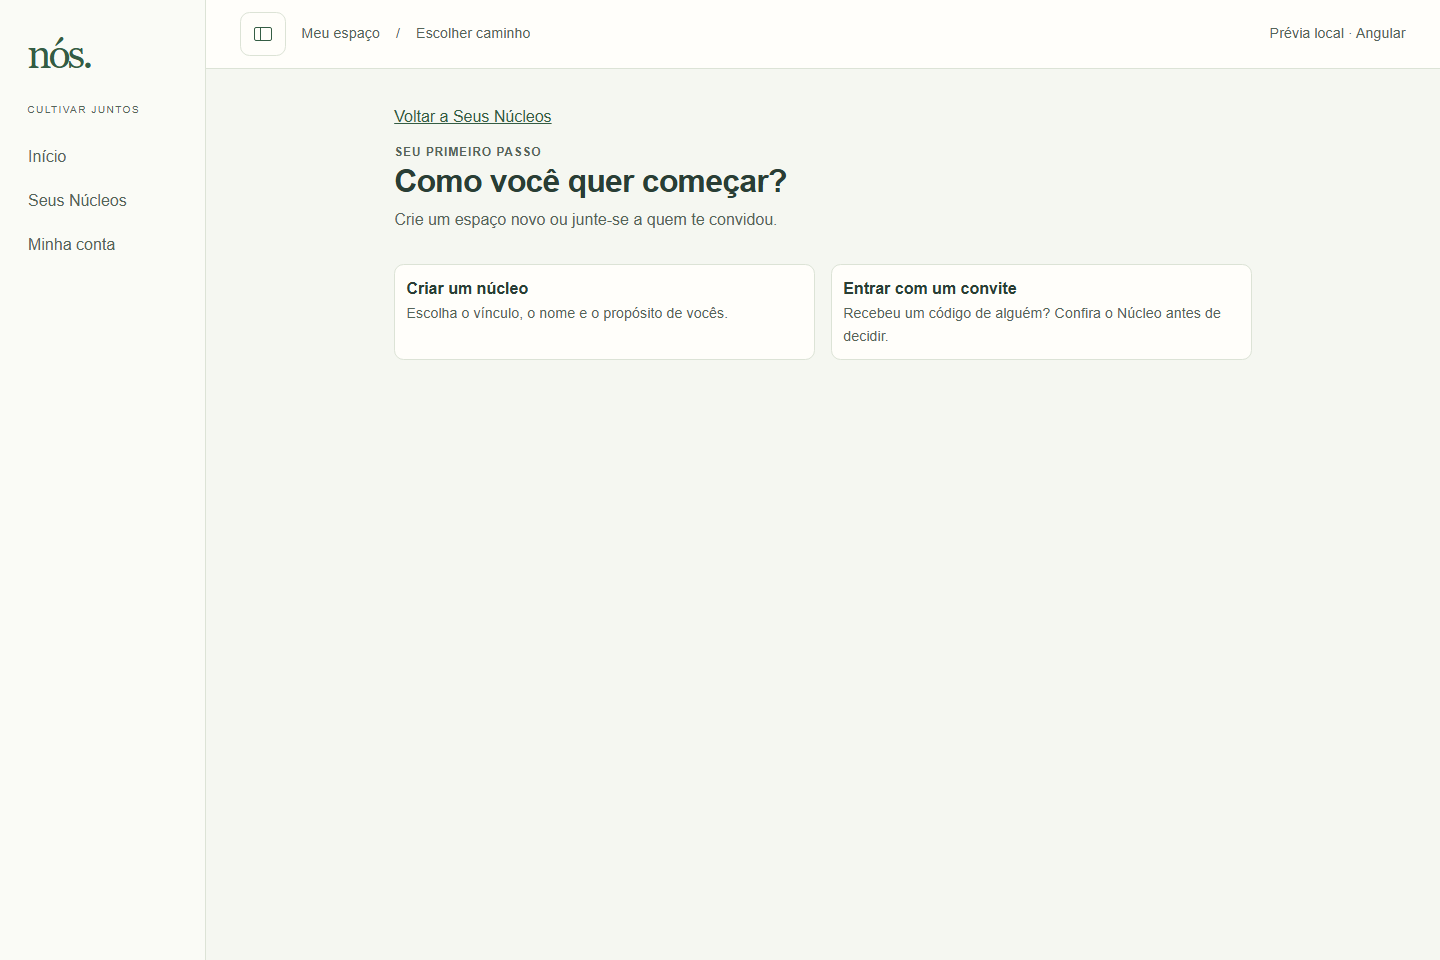 nós.
CULTIVAR JUNTOS
Início
Seus Núcleos
Minha conta
Meu espaço / Escolher caminho
Prévia local · Angular
Voltar a Seus Núcleos
SEU PRIMEIRO PASSO
Como você quer começar?
Crie um espaço novo ou junte-se a quem te convidou.
Criar um núcleo
Escolha o vínculo, o nome e o propósito de vocês.
Entrar com um convite
Recebeu um código de alguém? Confira o Núcleo antes de
decidir.